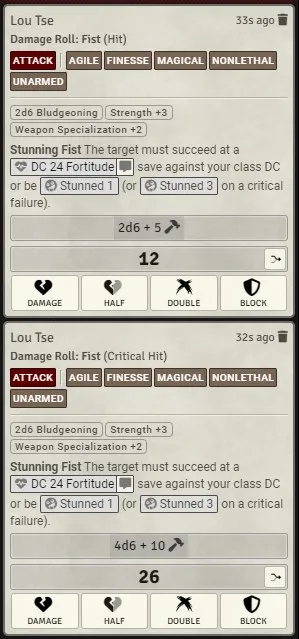 Lou Tse 33s ago
Damage Roll: Fist (Hit)
ATTACK AGILE FINESSE MAGICAL NONLETHAL
UNARMED
2d6 Bludgeoning Strength +3
Weapon Specialization +2
Stunning Fist The target must succeed at a
DC 24 Fortitude save against your class DC
or be Stunned 1 (or Stunned 3 on a critical
failure).
2d6 + 5
12
DAMAGE HALF DOUBLE BLOCK
Lou Tse 32s ago
Damage Roll: Fist (Critical Hit)
ATTACK AGILE FINESSE MAGICAL NONLETHAL
UNARMED
2d6 Bludgeoning Strength +3
Weapon Specialization +2
Stunning Fist The target must succeed at a
DC 24 Fortitude save against your class DC
or be Stunned 1 (or Stunned 3 on a critical
failure).
4d6 + 10
26
DAMAGE HALF DOUBLE BLOCK